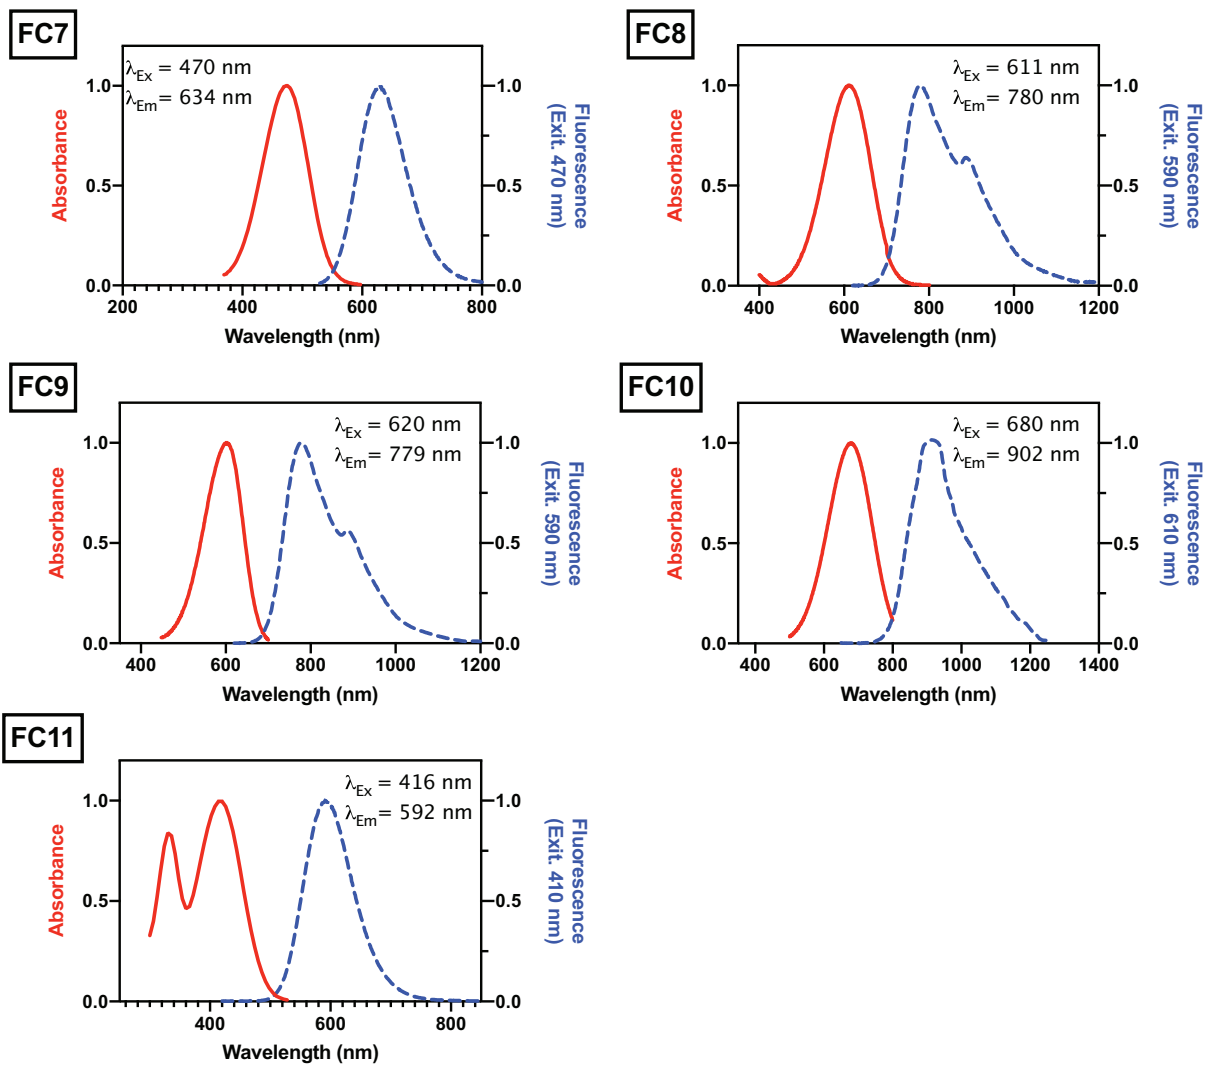 FC7
λEx = 470 nm
λEm= 634 nm
1.0
0.5
0.0
1.0
0.5
0.0
200
400
600
800
Absorbance
Fluorescence
(Exit. 470 nm)
Wavelength (nm)
FC8
λEx = 611 nm
λEm= 780 nm
1.0
0.5
0.0
1.0
0.5
0.0
400
600
800
1000
1200
Absorbance
Fluorescence
(Exit. 590 nm)
Wavelength (nm)
FC9
λEx = 620 nm
λEm= 779 nm
1.0
0.5
0.0
1.0
0.5
0.0
400
600
800
1000
1200
Absorbance
Fluorescence
(Exit. 590 nm)
Wavelength (nm)
FC10
λEx = 680 nm
λEm= 902 nm
1.0
0.5
0.0
1.0
0.5
0.0
400
600
800
1000
1200
1400
Absorbance
Fluorescence
(Exit. 610 nm)
Wavelength (nm)
FC11
λEx = 416 nm
λEm= 592 nm
1.0
0.5
0.0
1.0
0.5
0.0
400
600
800
Absorbance
Fluorescence
(Exit. 410 nm)
Wavelength (nm)